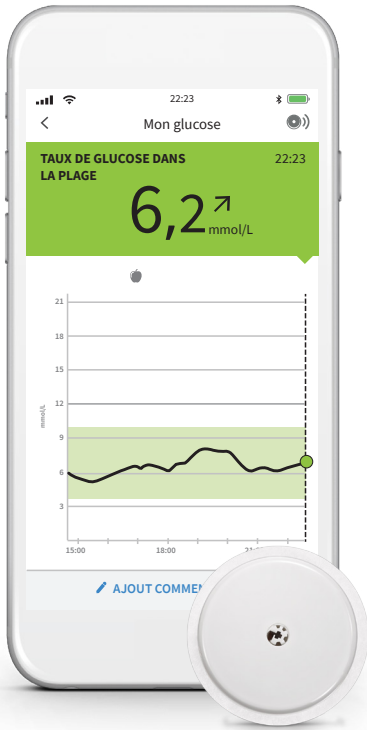 22:23
Mon glucose
TAUX DE GLUCOSE DANS 22:23
LA PLAGE
6,2 mmol/L
21
18
15
12
mmol/L
9
6
3
15:00 18:00
AJOUT